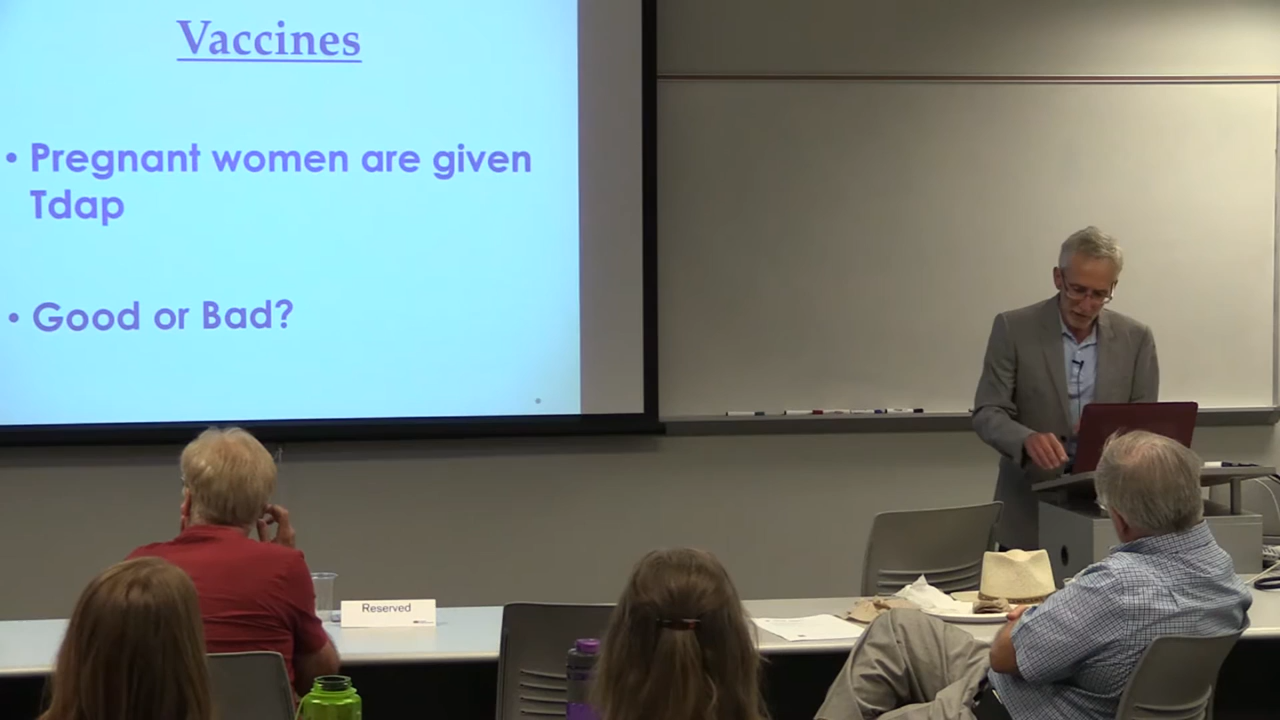 Vaccines
• Pregnant women are given
Tdap
• Good or Bad?
Reserved